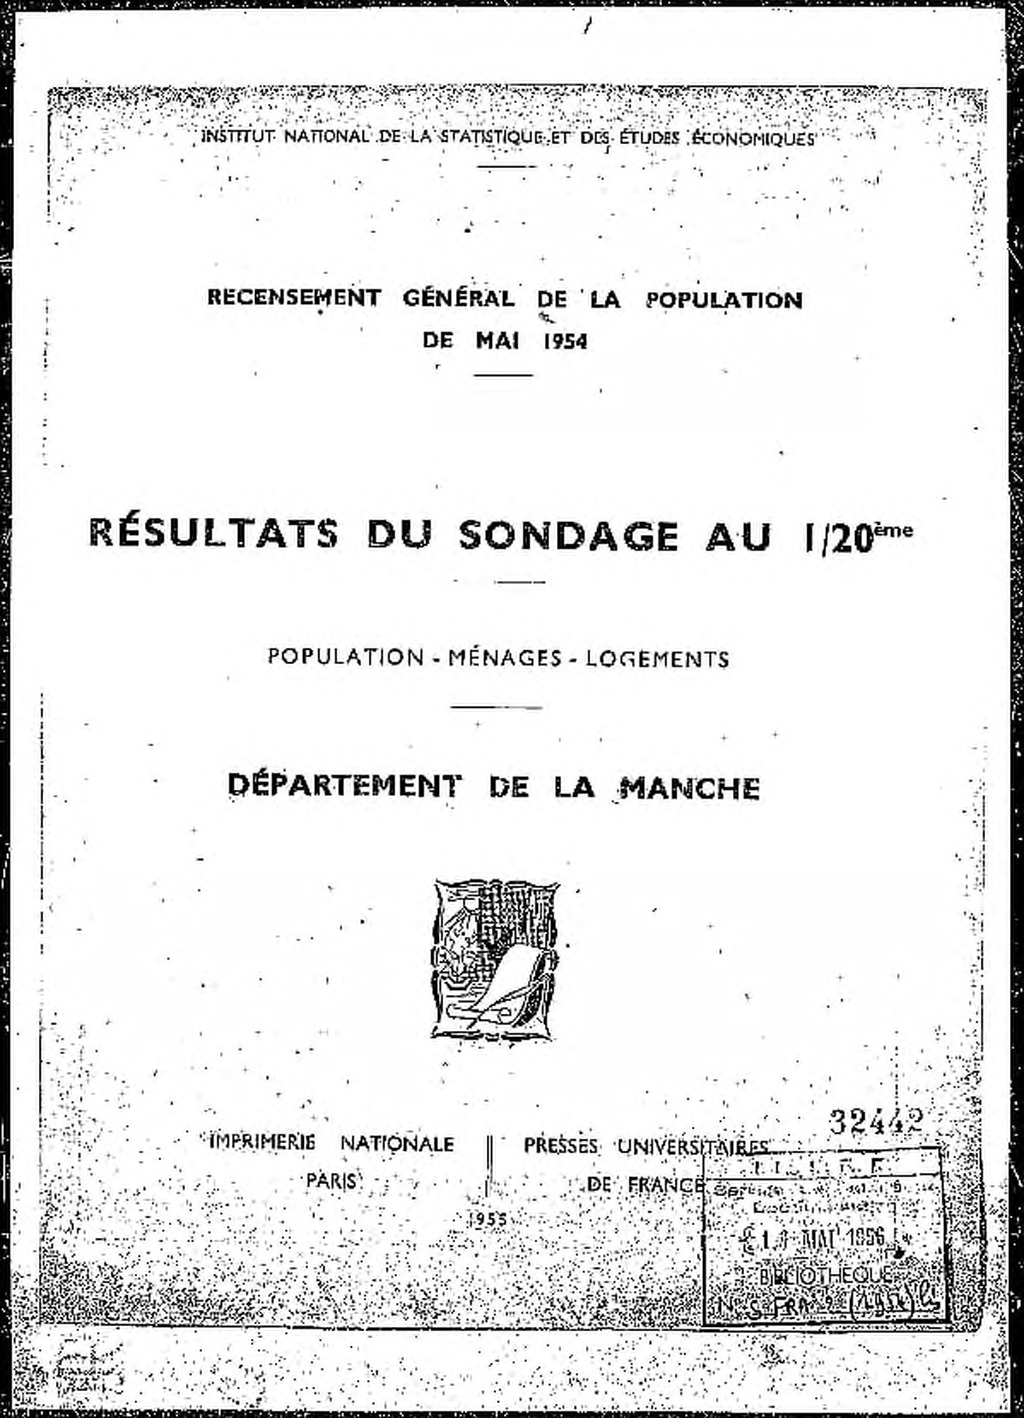 INSTITUT NATIONAL DE LA STATISTIQUE ET DES ÉTUDES ÉCONOMIQUES
RECENSEMENT GÉNÉRAL DE LA POPULATION
DE MAI 1954
RÉSULTATS DU SONDAGE AU 1/20ème
POPULATION - MÉNAGES - LOGEMENTS
DÉPARTEMENT DE LA MANCHE
32442
IMPRIMERIE NATIONALE
PARIS
PRESSES UNIVERSITAIRES
DE FRANCE
1955
MAI 1956
BIBLIOTHEQUE